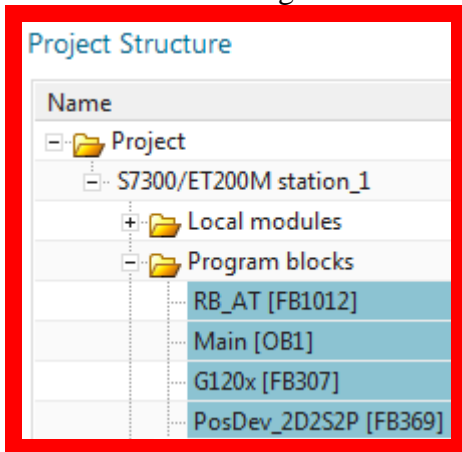 Project Structure
Name
Project
S7300/ET200M station_1
Local modules
Program blocks
RB_AT [FB1012]
Main [OB1]
G120x [FB307]
PosDev_2D2S2P [FB369]